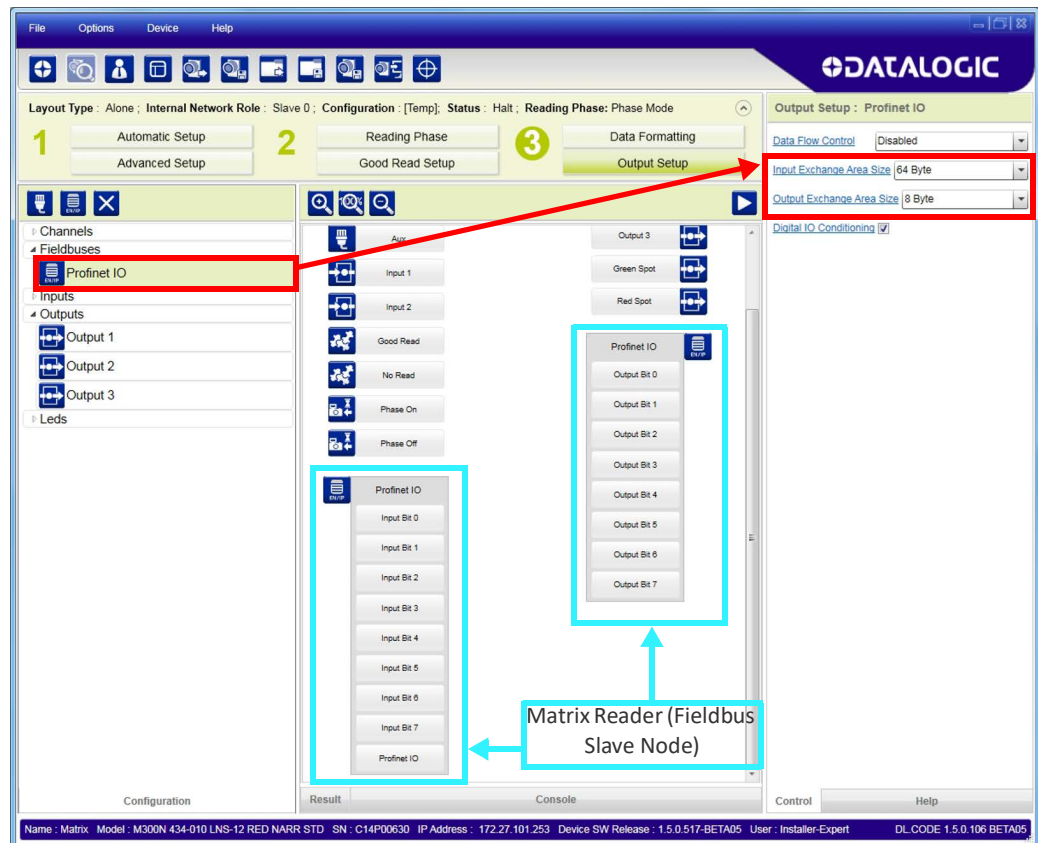 File Options Device Help
DATALOGIC
Layout Type : Alone ; Internal Network Role : Slave 0 ; Configuration : [Temp]; Status : Halt ; Reading Phase: Phase Mode
1 Automatic Setup
Advanced Setup
2 Reading Phase
Good Read Setup
3 Data Formatting
Output Setup
Output Setup : Profinet IO
Data Flow Control Disabled
Input Exchange Area Size 64 Byte
Output Exchange Area Size 8 Byte
Digital IO Conditioning
EN/IP
100%
Channels
Fieldbuses
EN/IP Profinet IO
Inputs
Outputs
Output 1
Output 2
Output 3
Leds
Aux
Input 1
Input 2
Good Read
No Read
Phase On
Phase Off
EN/IP Profinet IO
Input Bit 0
Input Bit 1
Input Bit 2
Input Bit 3
Input Bit 4
Input Bit 5
Input Bit 6
Input Bit 7
Profinet IO
Output 3
Green Spot
Red Spot
Profinet IO EN/IP
Output Bit 0
Output Bit 1
Output Bit 2
Output Bit 3
Output Bit 4
Output Bit 5
Output Bit 6
Output Bit 7
Matrix Reader (Fieldbus
Slave Node)
Configuration
Result Console
Control Help
Name : Matrix Model : M300N 434-010 LNS-12 RED NARR STD SN : C14P00630 IP Address : 172.27.101.253 Device SW Release : 1.5.0.517-BETA05 User : Installer-Expert DL.CODE 1.5.0.106 BETA05